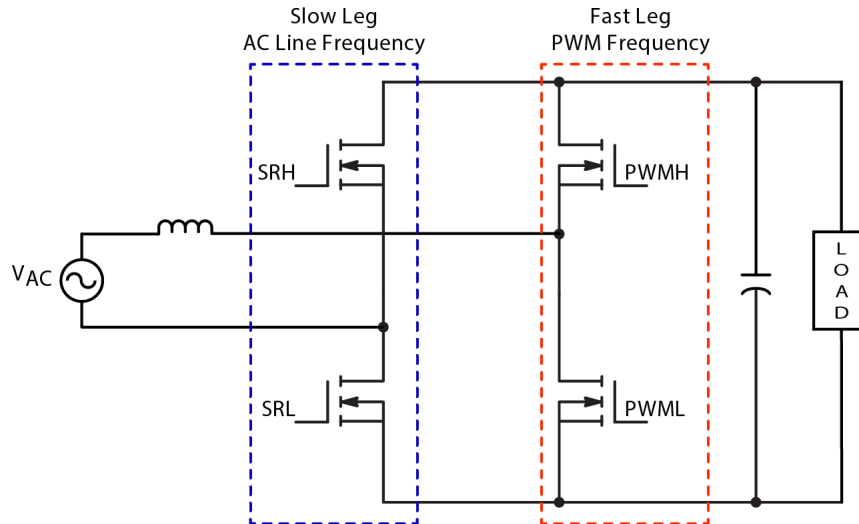 Slow Leg
AC Line Frequency
Fast Leg
PWM Frequency
SRH
PWMH
VAC
LOAD
SRL
PWML